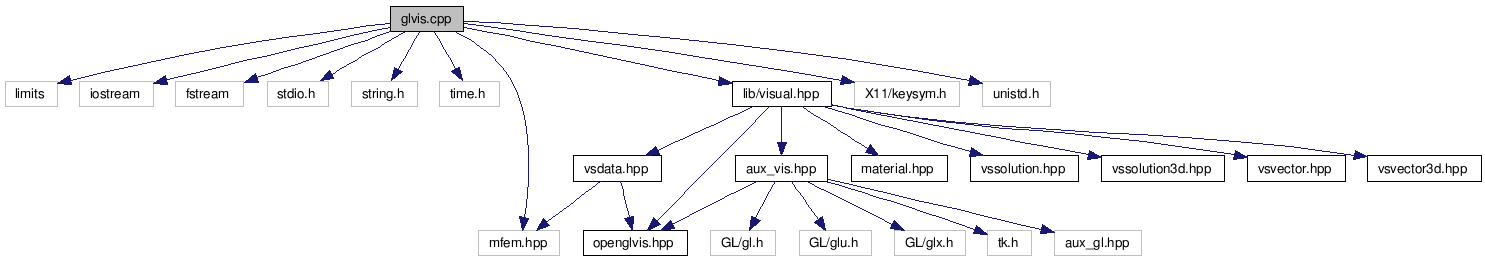 glvis.cpp
limits
iostream
fstream
stdio.h
string.h
time.h
lib/visual.hpp
X11/keysym.h
unistd.h
vsdata.hpp
aux_vis.hpp
material.hpp
vssolution.hpp
vssolution3d.hpp
vsvector.hpp
vsvector3d.hpp
mfem.hpp
openglvis.hpp
GL/gl.h
GL/glu.h
GL/glx.h
tk.h
aux_gl.hpp